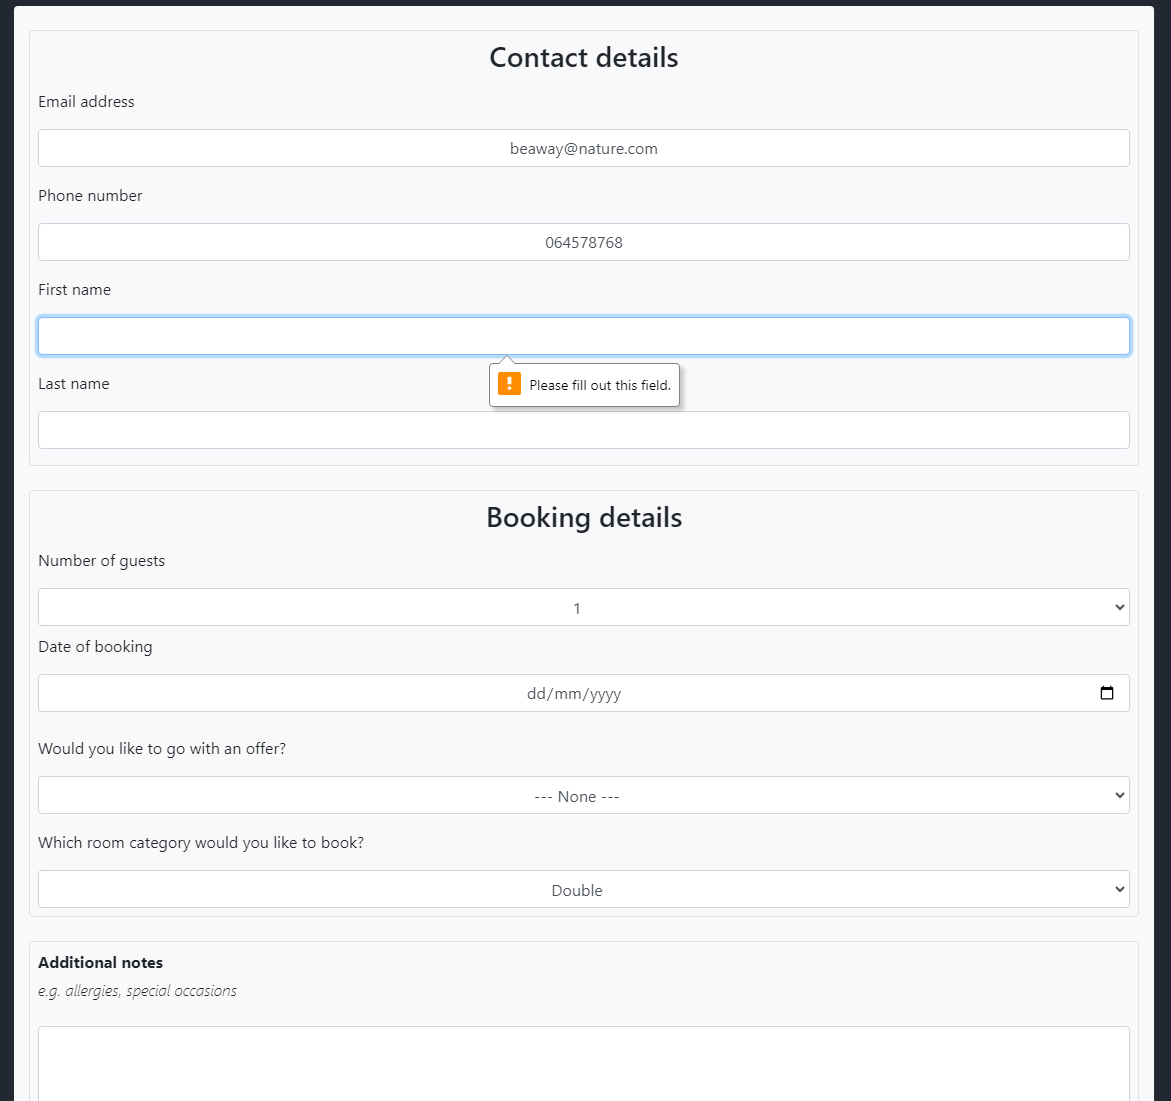 Contact details
Email address
beaway@nature.com
Phone number
064578768
First name
Please fill out this field.
Last name
Booking details
Number of guests
1
Date of booking
dd/mm/yyyy
Would you like to go with an offer?
--- None ---
Which room category would you like to book?
Double
Additional notes
e.g. allergies, special occasions